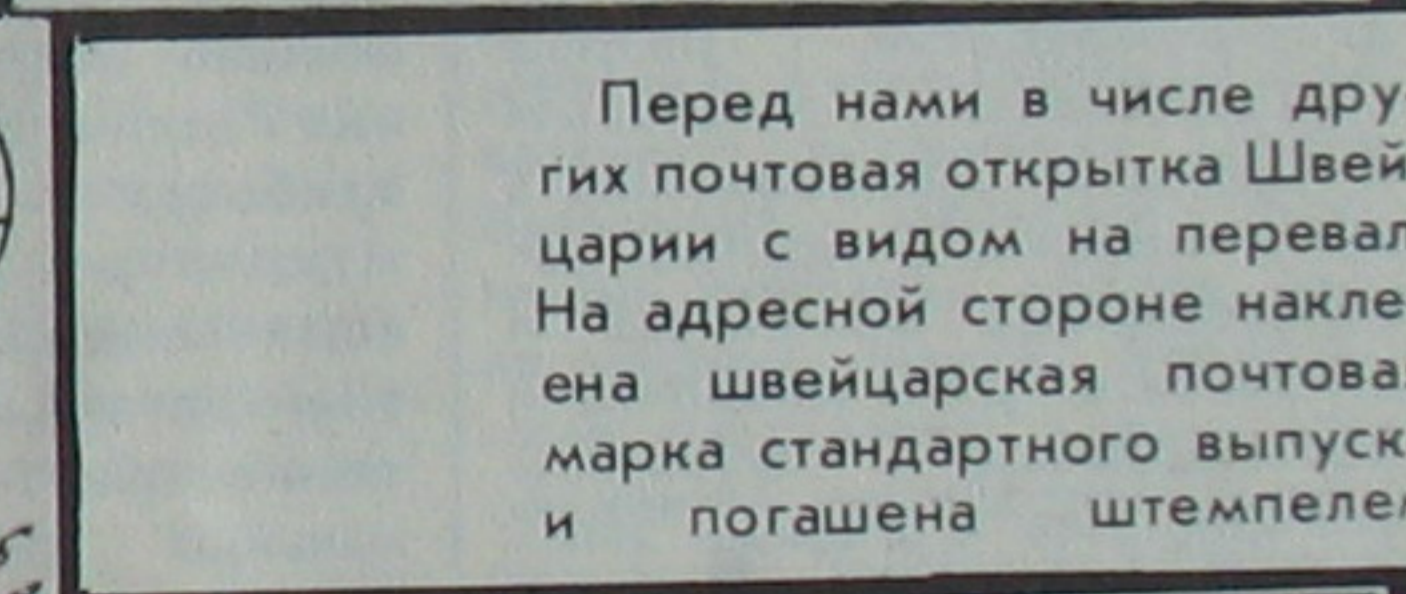 Перед нами в числе дру-
гих почтовая открытка Швей
царии с видом на перевал
На адресной стороне накле
ена швейцарская почтова
марка стандартного выпуск
и погашена штемпеле